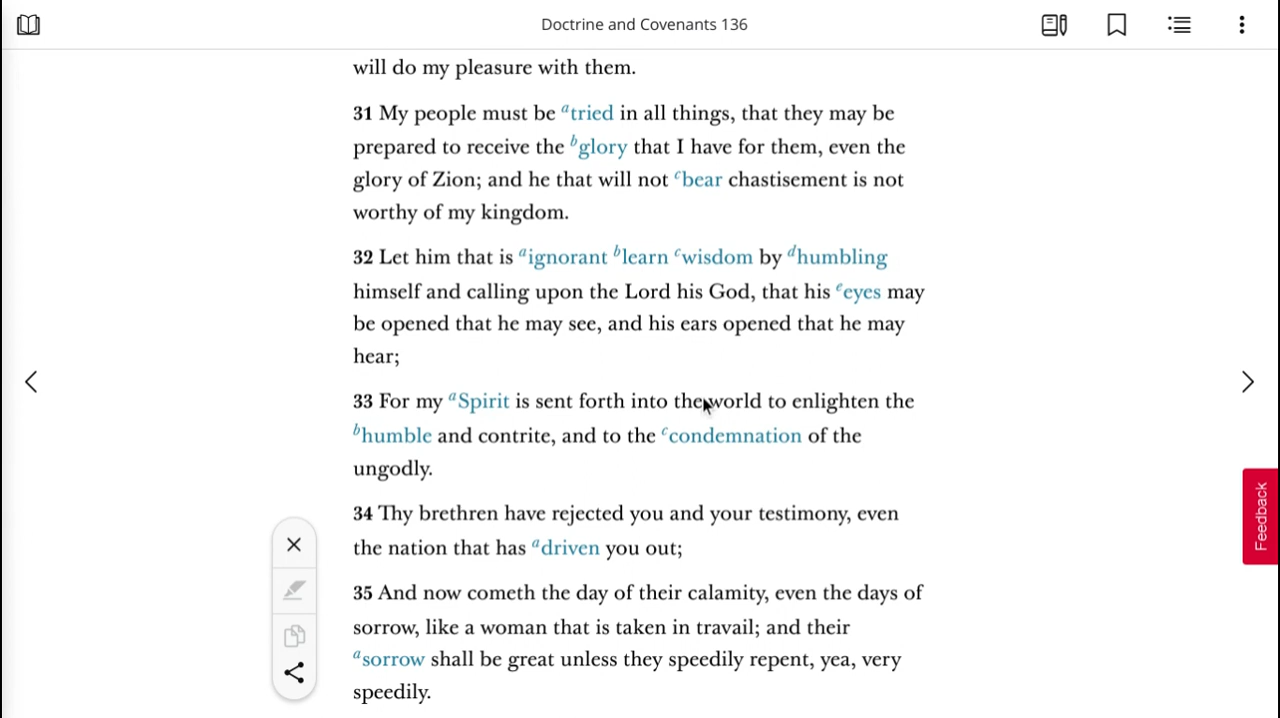 Doctrine and Covenants 136
will do my pleasure with them.
31 My people must be a tried in all things, that they may be
prepared to receive the b glory that I have for them, even the
glory of Zion; and he that will not c bear chastisement is not
worthy of my kingdom.
32 Let him that is a ignorant b learn c wisdom by d humbling
himself and calling upon the Lord his God, that his e eyes may
be opened that he may see, and his ears opened that he may
hear;
33 For my a Spirit is sent forth into the world to enlighten the
b humble and contrite, and to the c condemnation of the
ungodly.
34 Thy brethren have rejected you and your testimony, even
the nation that has a driven you out;
35 And now cometh the day of their calamity, even the days of
sorrow, like a woman that is taken in travail; and their
a sorrow shall be great unless they speedily repent, yea, very
speedily.
Feedback